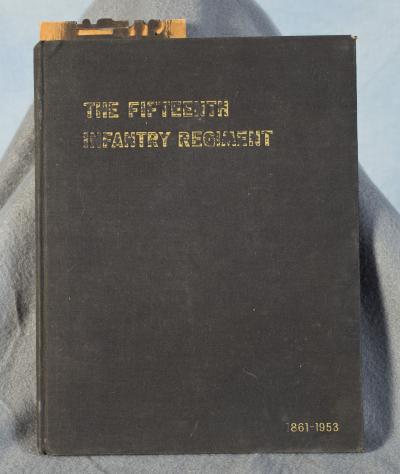 THE FIFTEENTH
INFANTRY REGIMENT
1861-1953